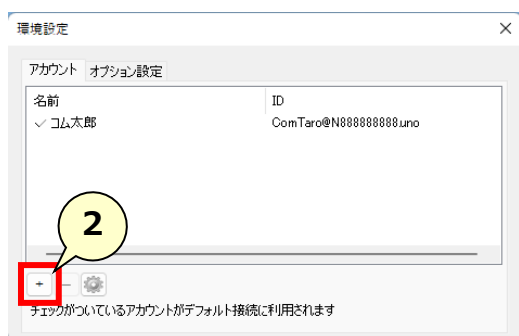 環境設定
アカウント オプション設定
名前 ID
コム太郎 ComTaro@N888888888.uno
2
+ -
チェックがついているアカウントがデフォルト接続に利用されます